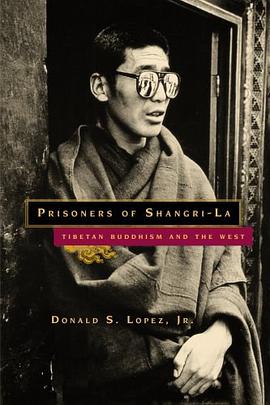 PRISONERS OF SHANGRI-LA
TIBETAN BUDDHISM AND THE WEST
DONALD S. LOPEZ, JR.